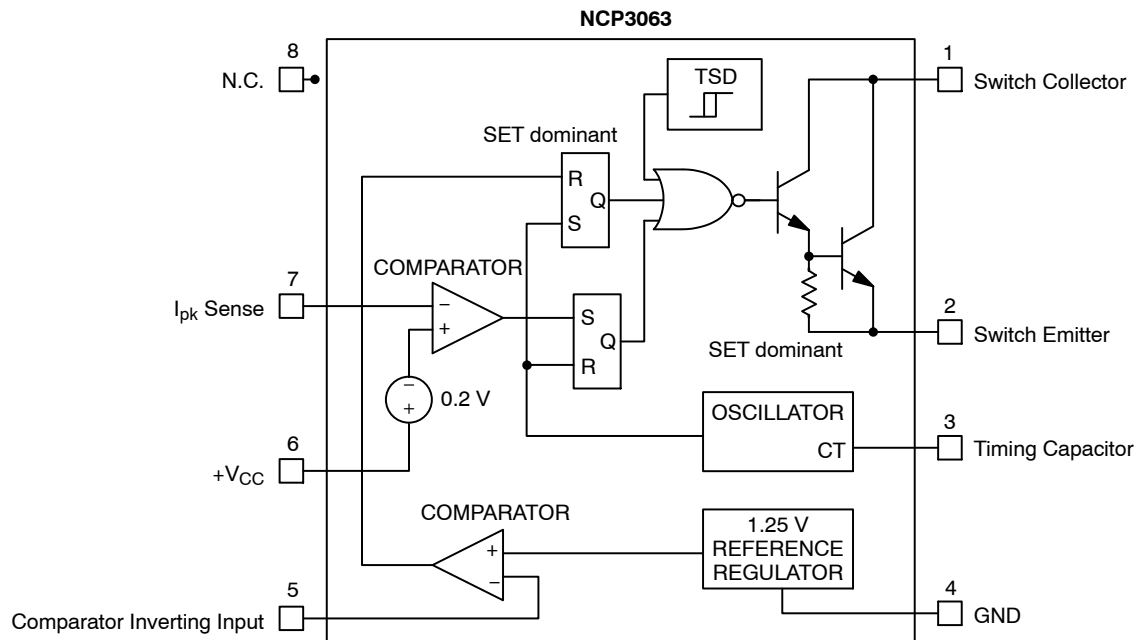 NCP3063
8
N.C.
TSD
1
Switch Collector
SET dominant
R
Q
S
COMPARATOR
7
Ipk Sense
−
+
S
Q
R
2
Switch Emitter
SET dominant
−
+
0.2 V
OSCILLATOR
CT
3
Timing Capacitor
6
+VCC
COMPARATOR
+
−
1.25 V
REFERENCE
REGULATOR
5
Comparator Inverting Input
4
GND